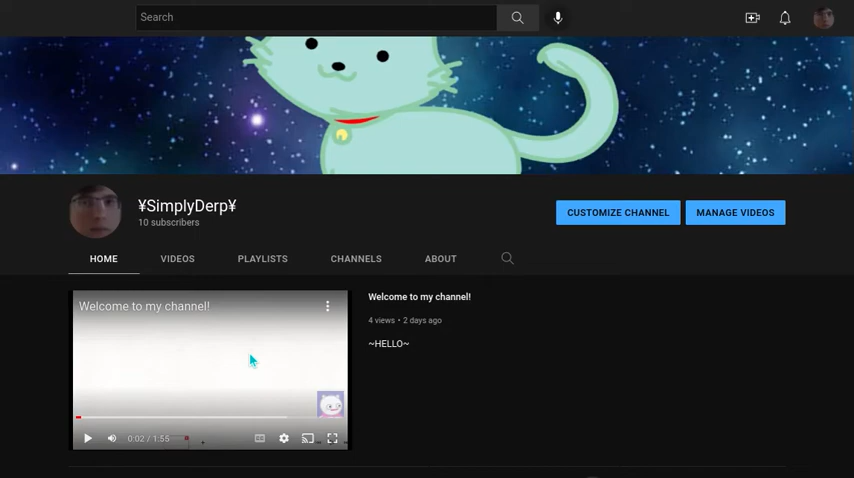 Search
¥SimplyDerp¥
10 subscribers
CUSTOMIZE CHANNEL
MANAGE VIDEOS
HOME
VIDEOS
PLAYLISTS
CHANNELS
ABOUT
Welcome to my channel!
Welcome to my channel!
4 views • 2 days ago
~HELLO~
0:02 / 1:55
CC